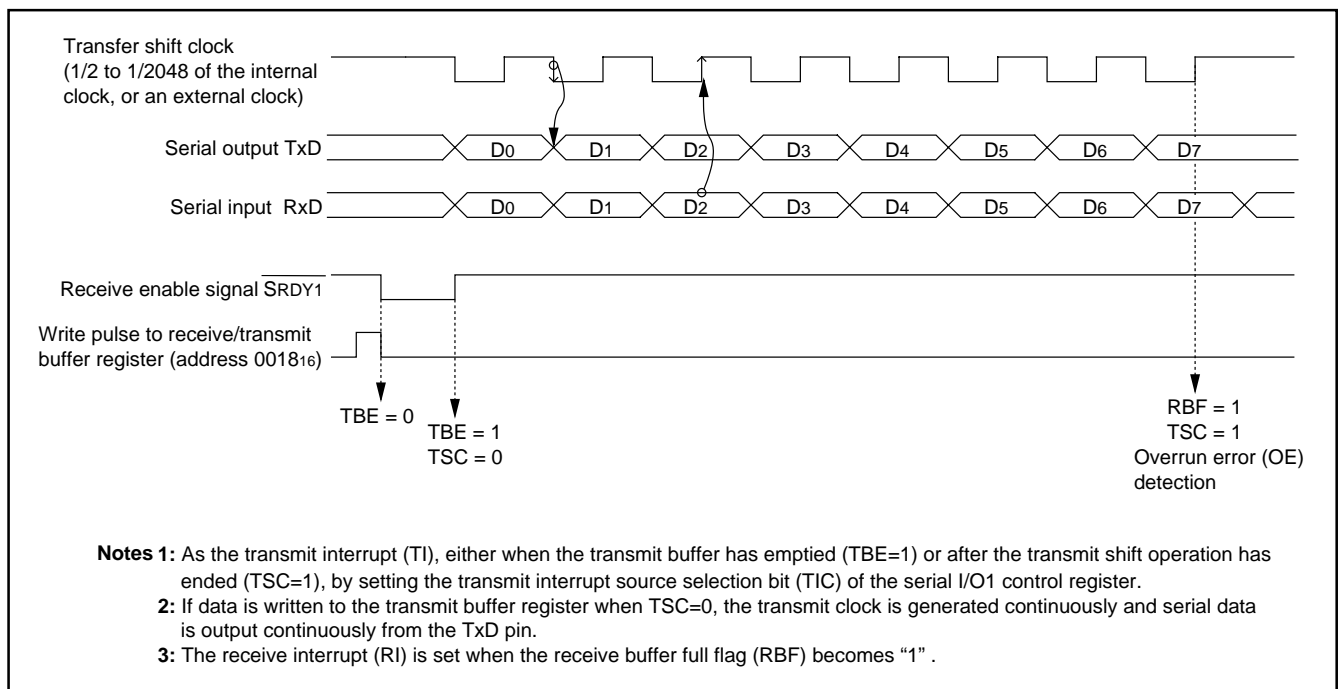 Transfer shift clock
(1/2 to 1/2048 of the internal
clock, or an external clock)
Serial output TxD
D0 D1 D2 D3 D4 D5 D6 D7
Serial input RxD
D0 D1 D2 D3 D4 D5 D6 D7
Receive enable signal SRDY1
Write pulse to receive/transmit
buffer register (address 001816)
TBE = 0
TBE = 1
TSC = 0
RBF = 1
TSC = 1
Overrun error (OE)
detection
Notes 1: As the transmit interrupt (TI), either when the transmit buffer has emptied (TBE=1) or after the transmit shift operation has
ended (TSC=1), by setting the transmit interrupt source selection bit (TIC) of the serial I/O1 control register.
2: If data is written to the transmit buffer register when TSC=0, the transmit clock is generated continuously and serial data
is output continuously from the TxD pin.
3: The receive interrupt (RI) is set when the receive buffer full flag (RBF) becomes “1” .